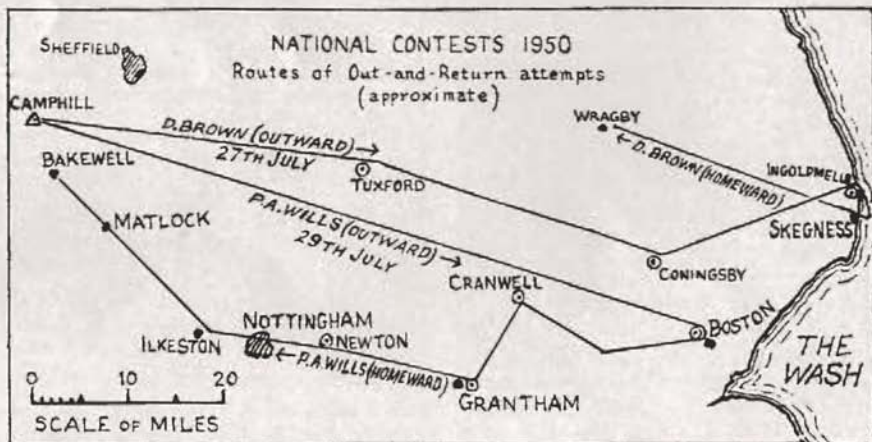 SHEFFIELD
NATIONAL CONTESTS 1950
Routes of Out-and-Return attempts
(approximate)
CAMPHILL
WRAGBY
D. BROWN (OUTWARD) →
27TH JULY
← D. BROWN (HOMEWARD)
INGOLDMELL
BAKEWELL
TUXFORD
P.A. WILLS (OUTWARD) →
29TH JULY
MATLOCK
SKEGNESS
CONINGSBY
CRANWELL
NOTTINGHAM
BOSTON
ILKESTON
NEWTON
← P.A. WILLS (HOMEWARD)
THE
WASH
GRANTHAM
0 10 20
SCALE OF MILES